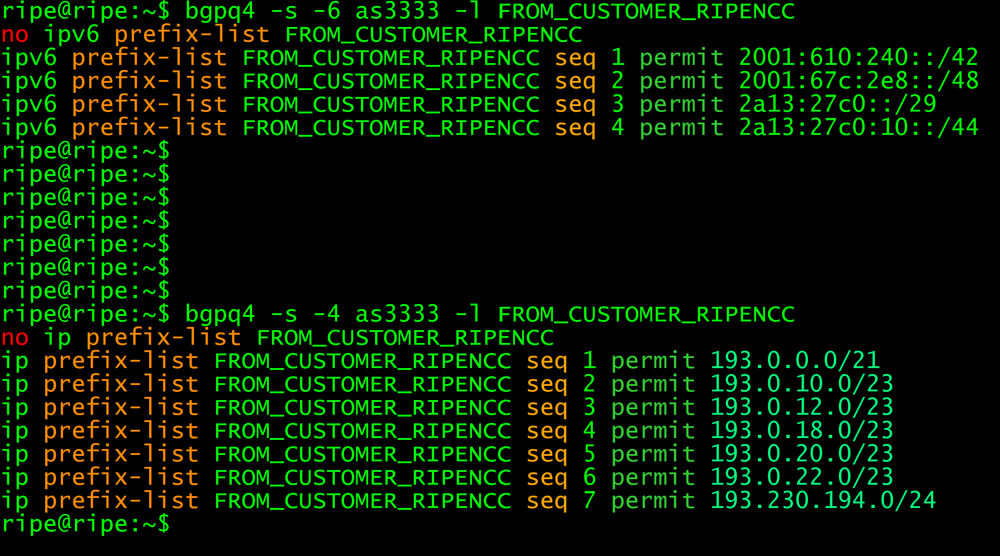 ripe@ripe:~$ bgpq4 -s -6 as3333 -l FROM_CUSTOMER_RIPENCC
no ipv6 prefix-list FROM_CUSTOMER_RIPENCC
ipv6 prefix-list FROM_CUSTOMER_RIPENCC seq 1 permit 2001:610:240::/42
ipv6 prefix-list FROM_CUSTOMER_RIPENCC seq 2 permit 2001:67c:2e8::/48
ipv6 prefix-list FROM_CUSTOMER_RIPENCC seq 3 permit 2a13:27c0::/29
ipv6 prefix-list FROM_CUSTOMER_RIPENCC seq 4 permit 2a13:27c0:10::/44
ripe@ripe:~$
ripe@ripe:~$
ripe@ripe:~$
ripe@ripe:~$
ripe@ripe:~$
ripe@ripe:~$
ripe@ripe:~$
ripe@ripe:~$ bgpq4 -s -4 as3333 -l FROM_CUSTOMER_RIPENCC
no ip prefix-list FROM_CUSTOMER_RIPENCC
ip prefix-list FROM_CUSTOMER_RIPENCC seq 1 permit 193.0.0.0/21
ip prefix-list FROM_CUSTOMER_RIPENCC seq 2 permit 193.0.10.0/23
ip prefix-list FROM_CUSTOMER_RIPENCC seq 3 permit 193.0.12.0/23
ip prefix-list FROM_CUSTOMER_RIPENCC seq 4 permit 193.0.18.0/23
ip prefix-list FROM_CUSTOMER_RIPENCC seq 5 permit 193.0.20.0/23
ip prefix-list FROM_CUSTOMER_RIPENCC seq 6 permit 193.0.22.0/23
ip prefix-list FROM_CUSTOMER_RIPENCC seq 7 permit 193.230.194.0/24
ripe@ripe:~$